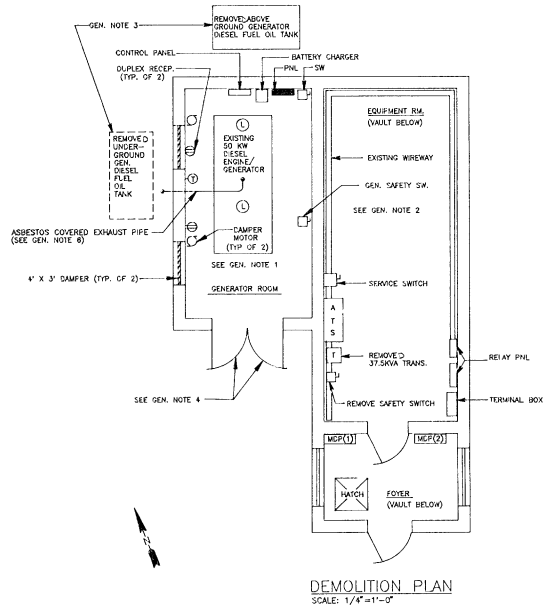 GEN. NOTE 3
REMOVED ABOVE
GROUND GENERATOR
DIESEL FUEL OIL TANK
CONTROL PANEL
BATTERY CHARGER
DUPLEX RECEP.
(TYP. OF 2)
PNL
SW
L
EXISTING
50 KW
DIESEL
ENGINE/
GENERATOR
L
REMOVED
UNDER-
GROUND
GEN.
DIESEL
FUEL
OIL
TANK
T
EQUIPMENT RM.
(VAULT BELOW)
EXISTING WIREWAY
GEN. SAFETY SW.
SEE GEN. NOTE 2
ASBESTOS COVERED EXHAUST PIPE
(SEE GEN. NOTE 6)
DAMPER
MOTOR
(TYP OF 2)
SEE GEN. NOTE 1
4' X 3' DAMPER (TYP. OF 2)
GENERATOR ROOM
SERVICE SWITCH
A
T
S
T
REMOVED
37.5KVA TRANS.
RELAY PNL
SEE GEN. NOTE 4
REMOVE SAFETY SWITCH
TERMINAL BOX
MCP(1)
MCP(2)
HATCH
FOYER
(VAULT BELOW)
DEMOLITION PLAN
SCALE: 1/4"=1'-0"